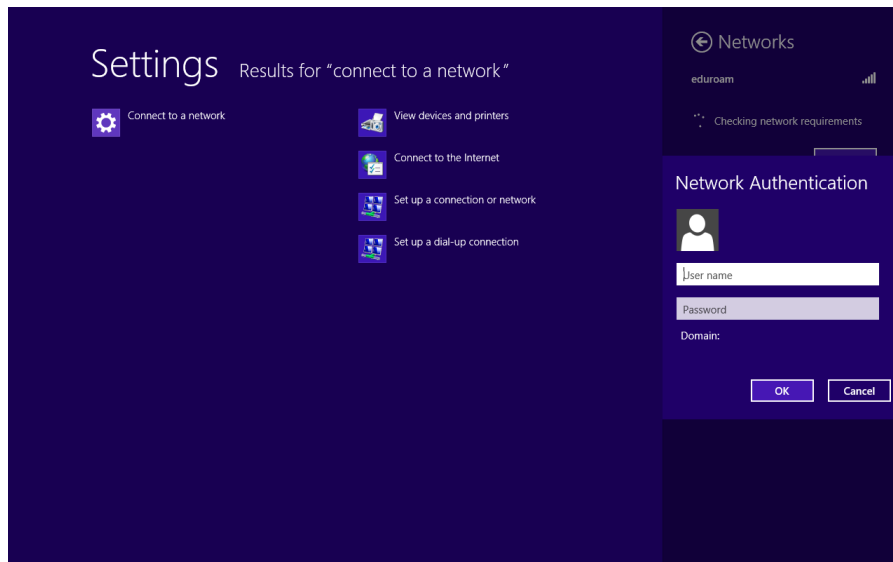 Settings Results for “connect to a network”
Connect to a network
View devices and printers
Connect to the Internet
Set up a connection or network
Set up a dial-up connection
Networks
eduroam
Checking network requirements
Network Authentication
User name
Password
Domain:
OK Cancel